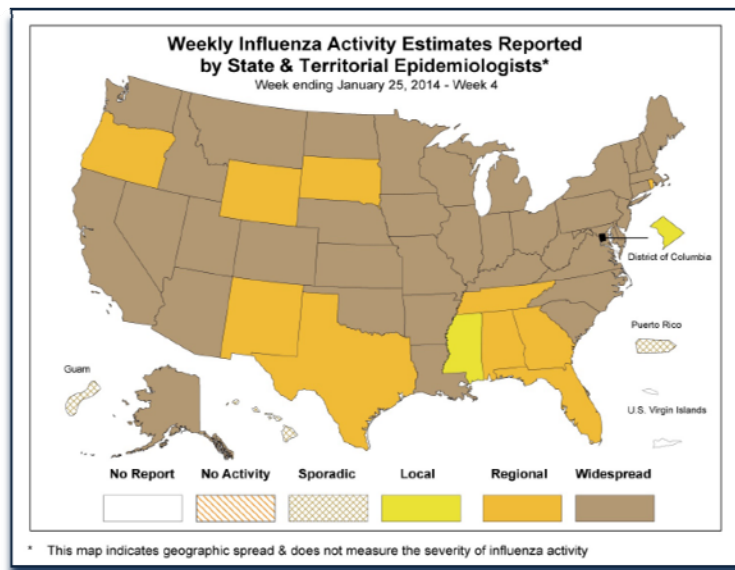 Weekly Influenza Activity Estimates Reported
by State & Territorial Epidemiologists*
Week ending January 25, 2014 - Week 4
District of Columbia
Puerto Rico
Guam
U.S. Virgin Islands
No Report No Activity Sporadic Local Regional Widespread
* This map indicates geographic spread & does not measure the severity of influenza activity